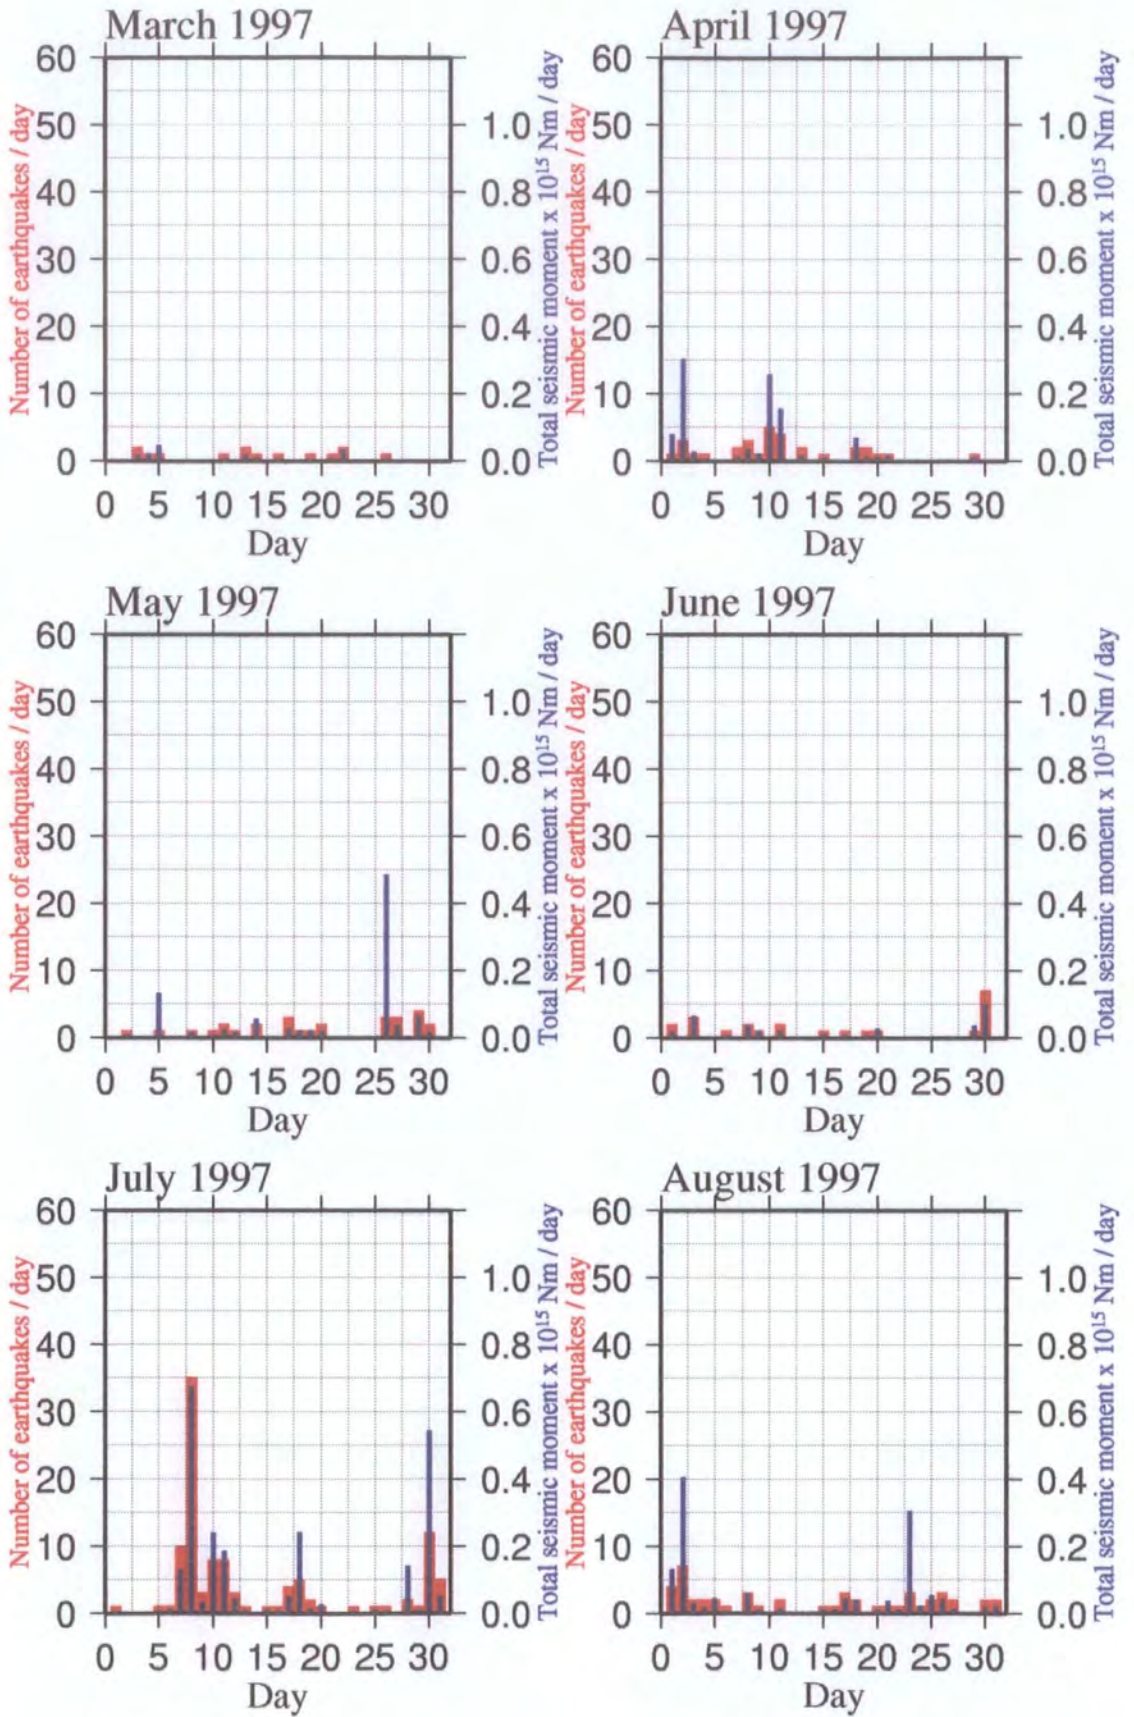 March 1997
60
50
40
30
20
10
0
1.0
0.8
0.6
0.4
0.2
0.0
0 5 10 15 20 25 30
Day
Number of earthquakes / day
Total seismic moment x 10¹⁵ Nm / day
April 1997
60
50
40
30
20
10
0
1.0
0.8
0.6
0.4
0.2
0.0
0 5 10 15 20 25 30
Day
Number of earthquakes / day
Total seismic moment x 10¹⁵ Nm / day
May 1997
60
50
40
30
20
10
0
1.0
0.8
0.6
0.4
0.2
0.0
0 5 10 15 20 25 30
Day
Number of earthquakes / day
Total seismic moment x 10¹⁵ Nm / day
June 1997
60
50
40
30
20
10
0
1.0
0.8
0.6
0.4
0.2
0.0
0 5 10 15 20 25 30
Day
Number of earthquakes / day
Total seismic moment x 10¹⁵ Nm / day
July 1997
60
50
40
30
20
10
0
1.0
0.8
0.6
0.4
0.2
0.0
0 5 10 15 20 25 30
Day
Number of earthquakes / day
Total seismic moment x 10¹⁵ Nm / day
August 1997
60
50
40
30
20
10
0
1.0
0.8
0.6
0.4
0.2
0.0
0 5 10 15 20 25 30
Day
Number of earthquakes / day
Total seismic moment x 10¹⁵ Nm / day